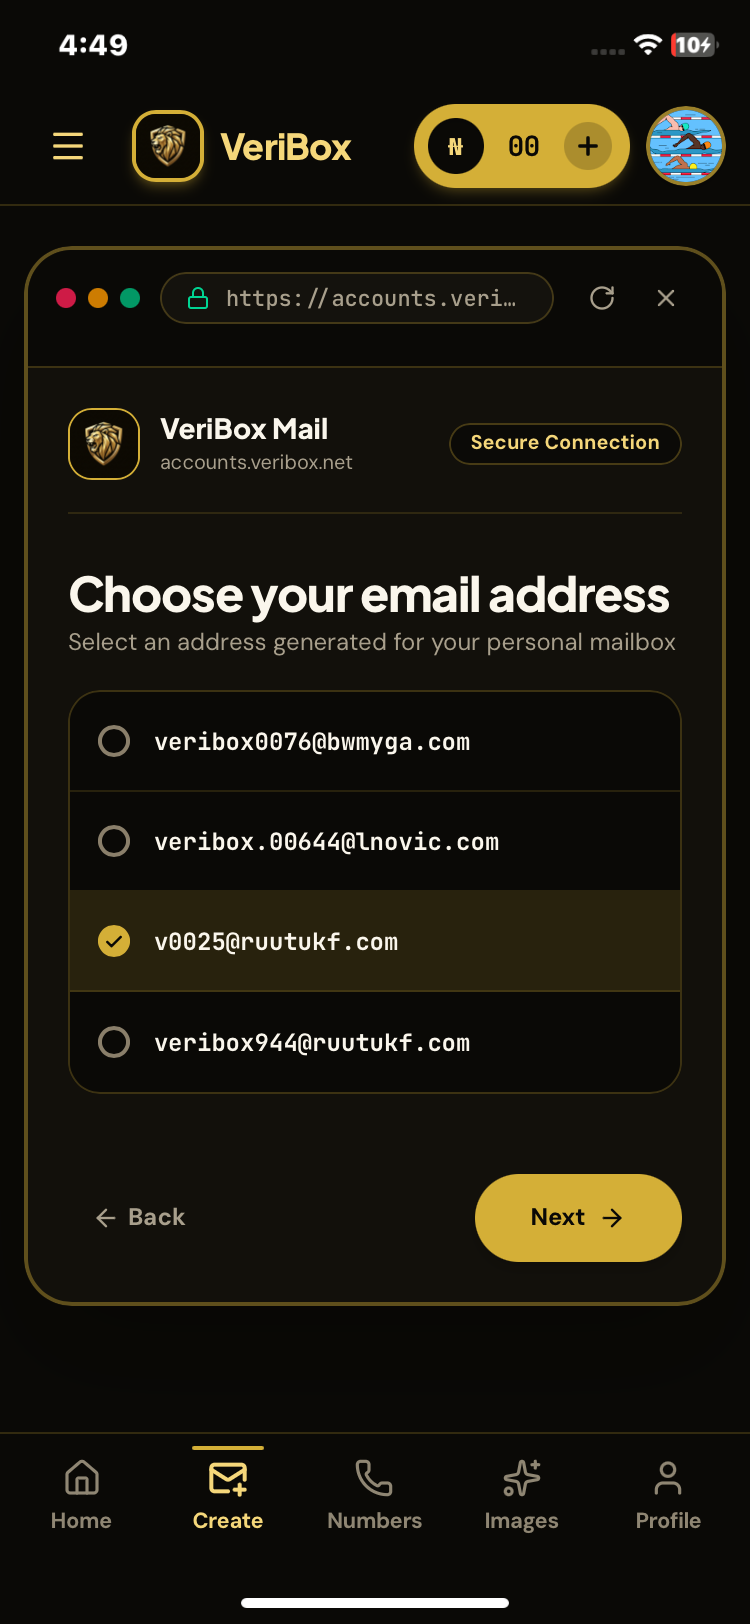 4:49
10
VeriBox
₦ 00 +
https://accounts.veri…
VeriBox Mail
accounts.veribox.net
Secure Connection
Choose your email address
Select an address generated for your personal mailbox
veribox0076@bwmyga.com
veribox.00644@lnovic.com
v0025@ruutukf.com
veribox944@ruutukf.com
← Back
Next →
Home
Create
Numbers
Images
Profile